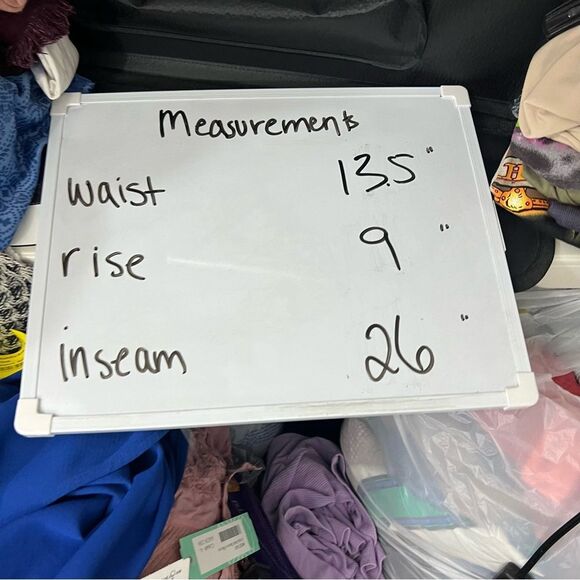 Measurements
waist 13.5"
rise 9"
inseam 26"
H